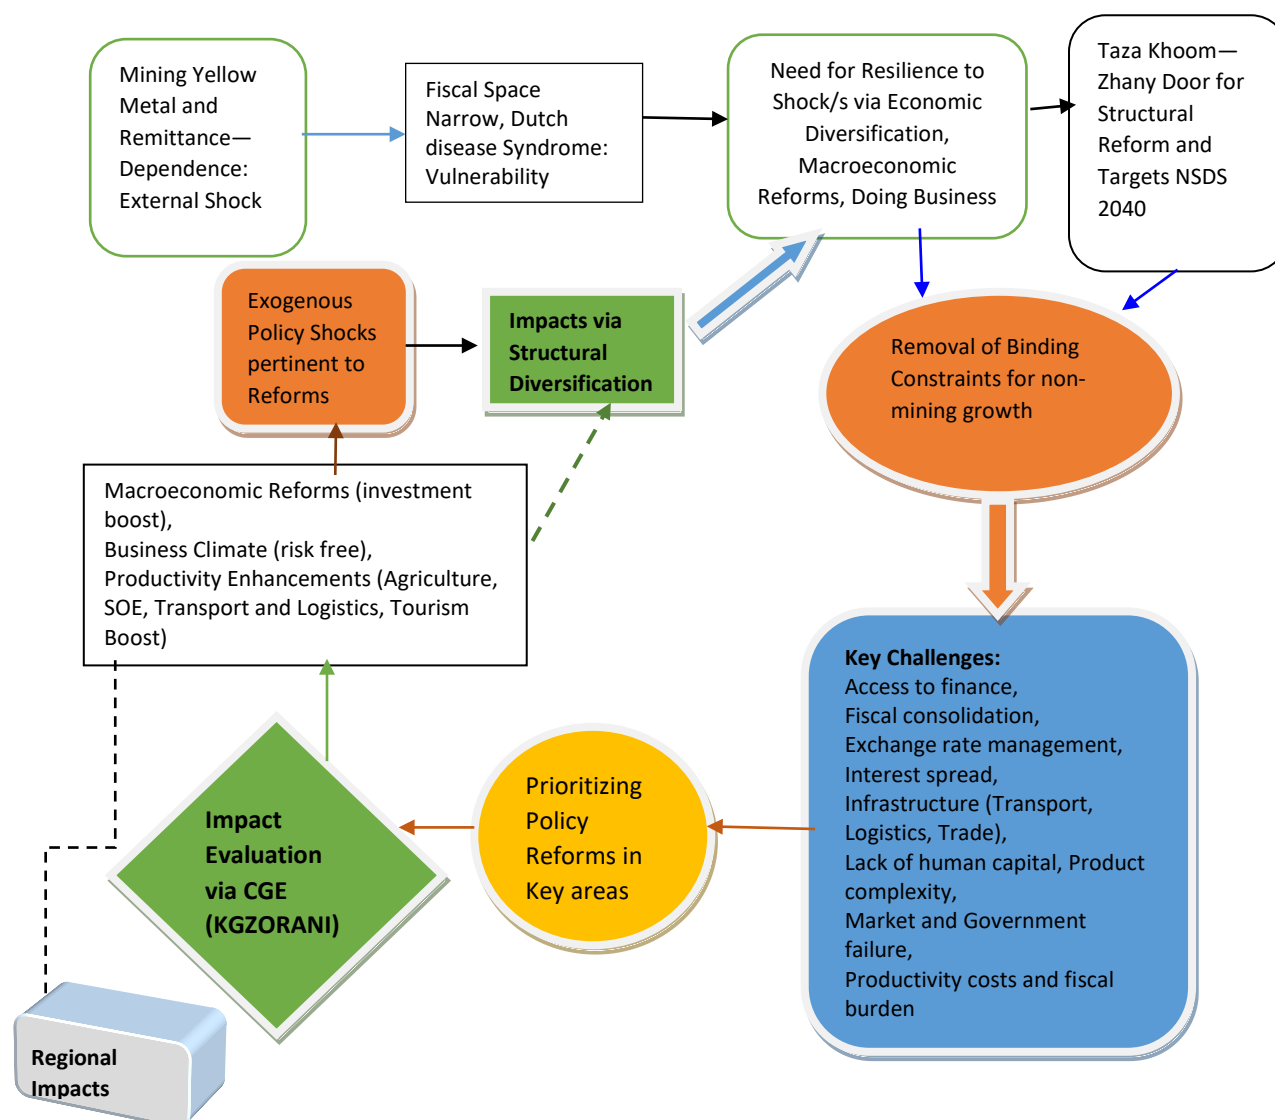 Mining Yellow
Metal and
Remittance—
Dependence:
External Shock
Fiscal Space
Narrow, Dutch
disease Syndrome:
Vulnerability
Need for Resilience to
Shock/s via Economic
Diversification,
Macroeconomic
Reforms, Doing Business
Taza Khoom—
Zhany Door for
Structural
Reform and
Targets NSDS
2040
Exogenous
Policy Shocks
pertinent to
Reforms
Impacts via
Structural
Diversification
Removal of Binding
Constraints for non-
mining growth
Macroeconomic Reforms (investment
boost),
Business Climate (risk free),
Productivity Enhancements (Agriculture,
SOE, Transport and Logistics, Tourism
Boost)
Key Challenges:
Access to finance,
Fiscal consolidation,
Exchange rate management,
Interest spread,
Infrastructure (Transport,
Logistics, Trade),
Lack of human capital, Product
complexity,
Market and Government
failure,
Productivity costs and fiscal
burden
Prioritizing
Policy
Reforms in
Key areas
Impact
Evaluation
via CGE
(KGZORANI)
Regional
Impacts